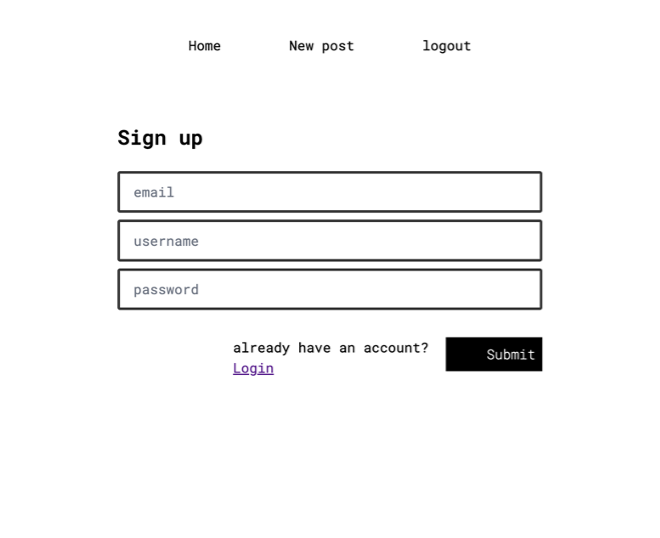 Home New post logout
Sign up
email
username
password
already have an account?
Login
Submit